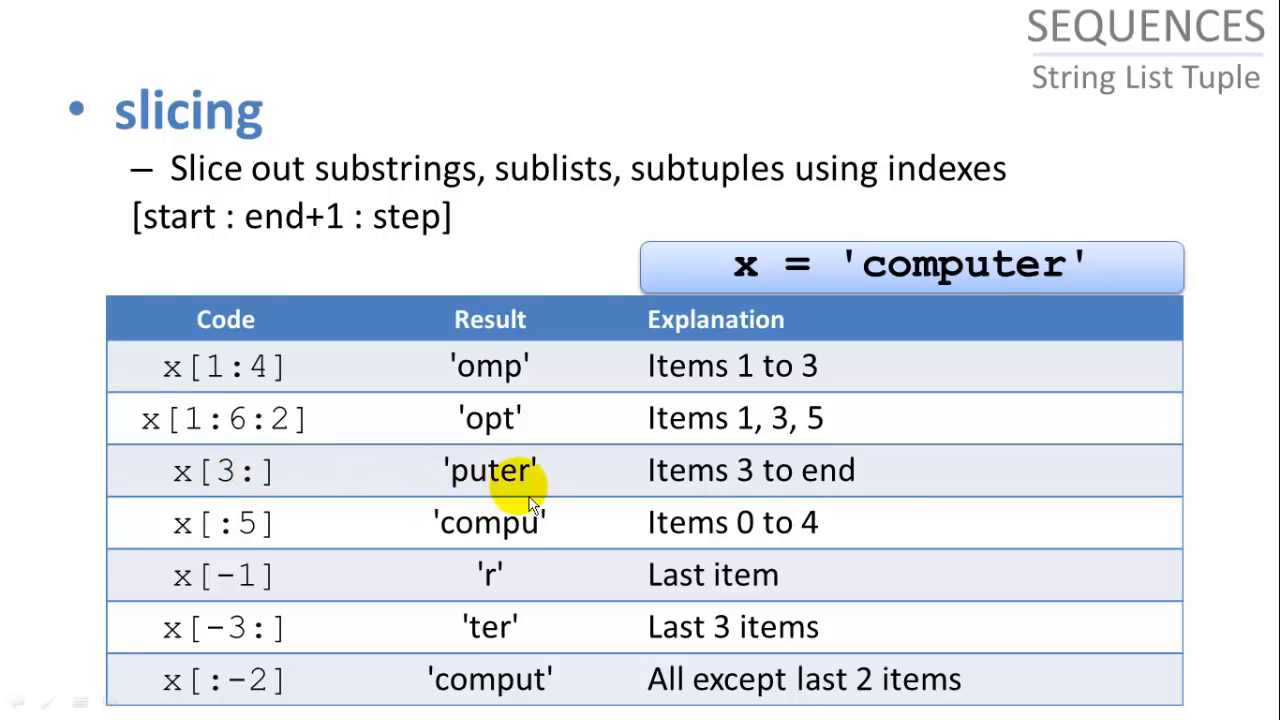 SEQUENCES
String List Tuple
• slicing
– Slice out substrings, sublists, subtuples using indexes
[start : end+1 : step]
x = 'computer'
Code Result Explanation
x[1:4] 'omp' Items 1 to 3
x[1:6:2] 'opt' Items 1, 3, 5
x[3:] 'puter' Items 3 to end
x[:5] 'compu' Items 0 to 4
x[-1] 'r' Last item
x[-3:] 'ter' Last 3 items
x[:-2] 'comput' All except last 2 items